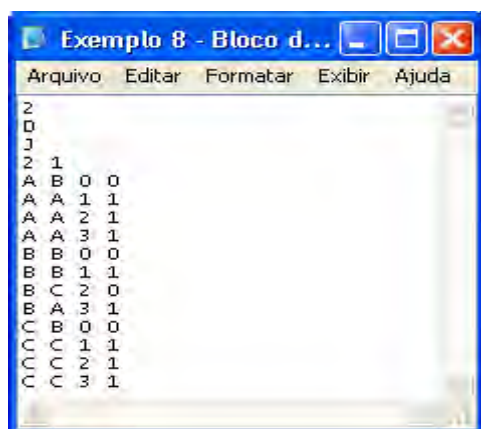 Exemplo 8 - Bloco d...
Arquivo Editar Formatar Exibir Ajuda
2
D
J
2 1
A B 0 0
A A 1 1
A A 2 1
A A 3 1
B B 0 0
B B 1 1
B C 2 0
B A 3 1
C B 0 0
C C 1 1
C C 2 1
C C 3 1